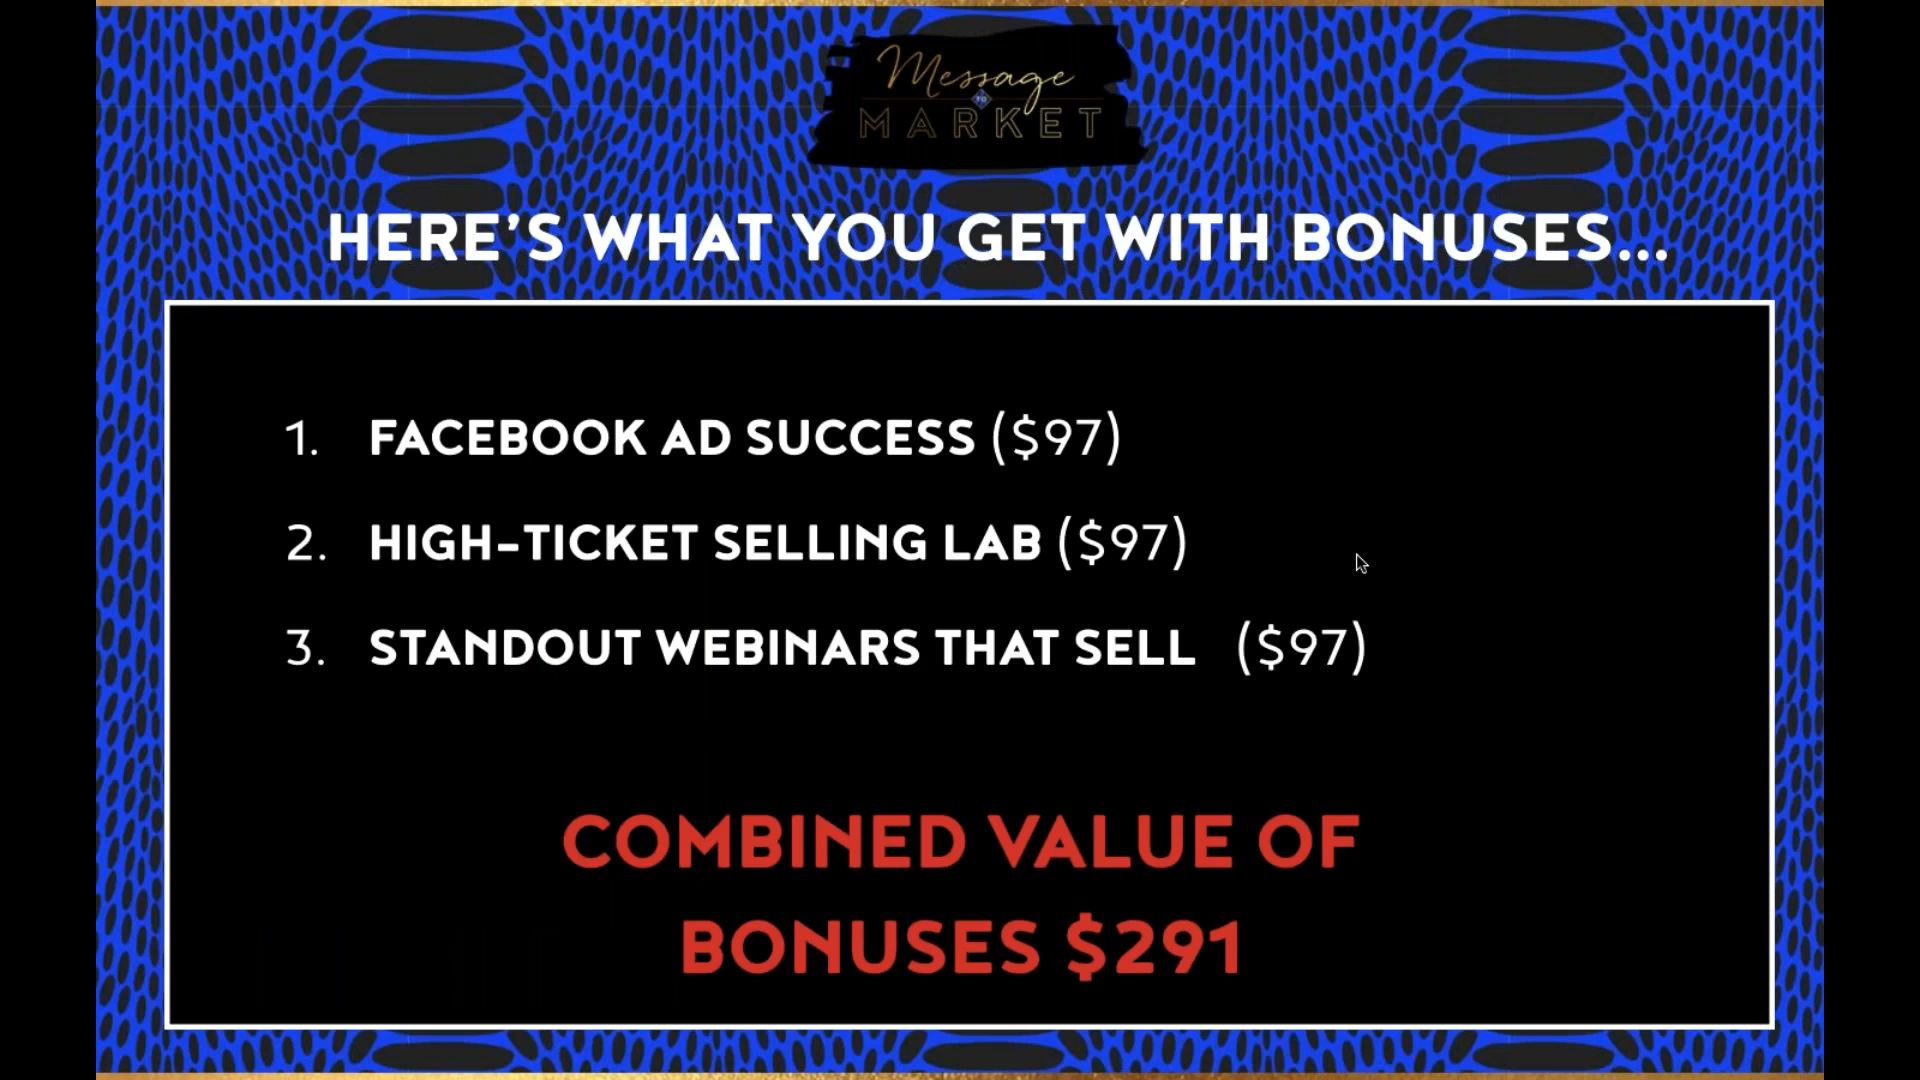 Message
TO
MARKET
HERE’S WHAT YOU GET WITH BONUSES...
1. FACEBOOK AD SUCCESS ($97)
2. HIGH-TICKET SELLING LAB ($97)
3. STANDOUT WEBINARS THAT SELL ($97)
COMBINED VALUE OF
BONUSES $291